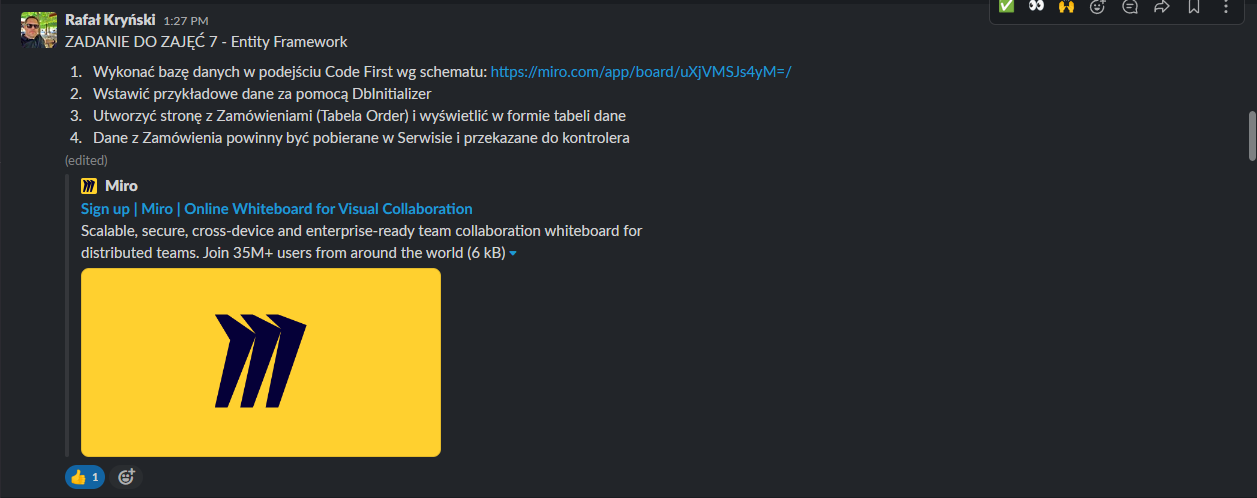 Rafał Kryński 1:27 PM
ZADANIE DO ZAJĘĆ 7 - Entity Framework
1. Wykonać bazę danych w podejściu Code First wg schematu: https://miro.com/app/board/uXjVMSJs4yM=/
2. Wstawić przykładowe dane za pomocą DbInitializer
3. Utworzyć stronę z Zamówieniami (Tabela Order) i wyświetlić w formie tabeli dane
4. Dane z Zamówienia powinny być pobierane w Serwisie i przekazane do kontrolera
(edited)
Miro
Sign up | Miro | Online Whiteboard for Visual Collaboration
Scalable, secure, cross-device and enterprise-ready team collaboration whiteboard for
distributed teams. Join 35M+ users from around the world (6 kB)
1